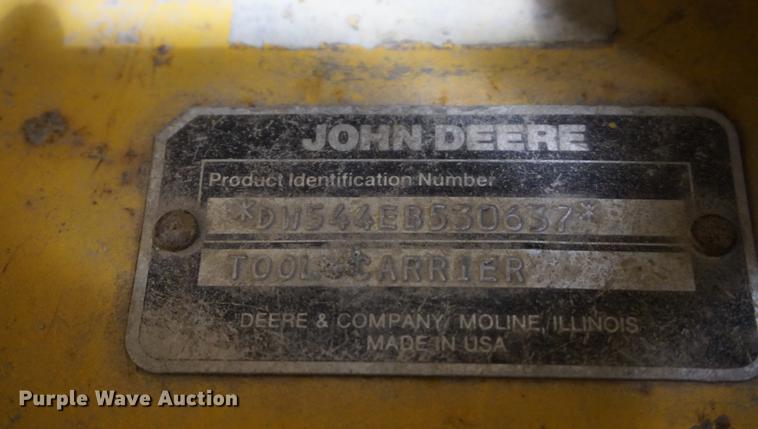 JOHN DEERE
Product Identification Number
*DW544EB530637*
TOOL CARRIER
DEERE & COMPANY MOLINE, ILLINOIS
MADE IN USA
Purple Wave Auction